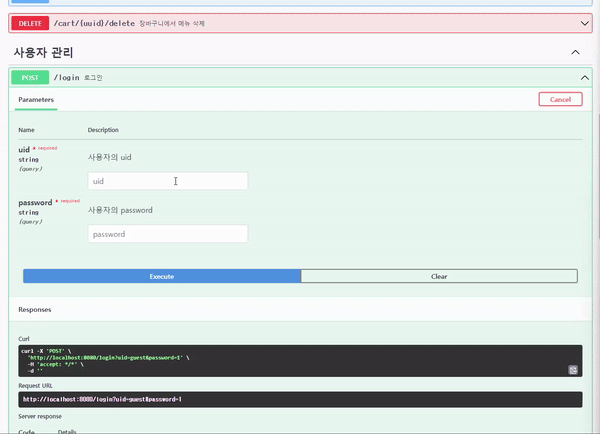 DELETE /cart/{uuid}/delete 장바구니에서 메뉴 삭제
사용자 관리
POST /login 로그인
Parameters Cancel
Name Description
uid * required 사용자의 uid
string
(query) uid
password * required 사용자의 password
string
(query) password
Execute Clear
Responses
Curl
curl -X 'POST' \
'http://localhost:8080/login?uid=guest&password=1' \
-H 'accept: */*' \
-d ''
Request URL
http://localhost:8080/login?uid=guest&password=1
Server response
Code Details